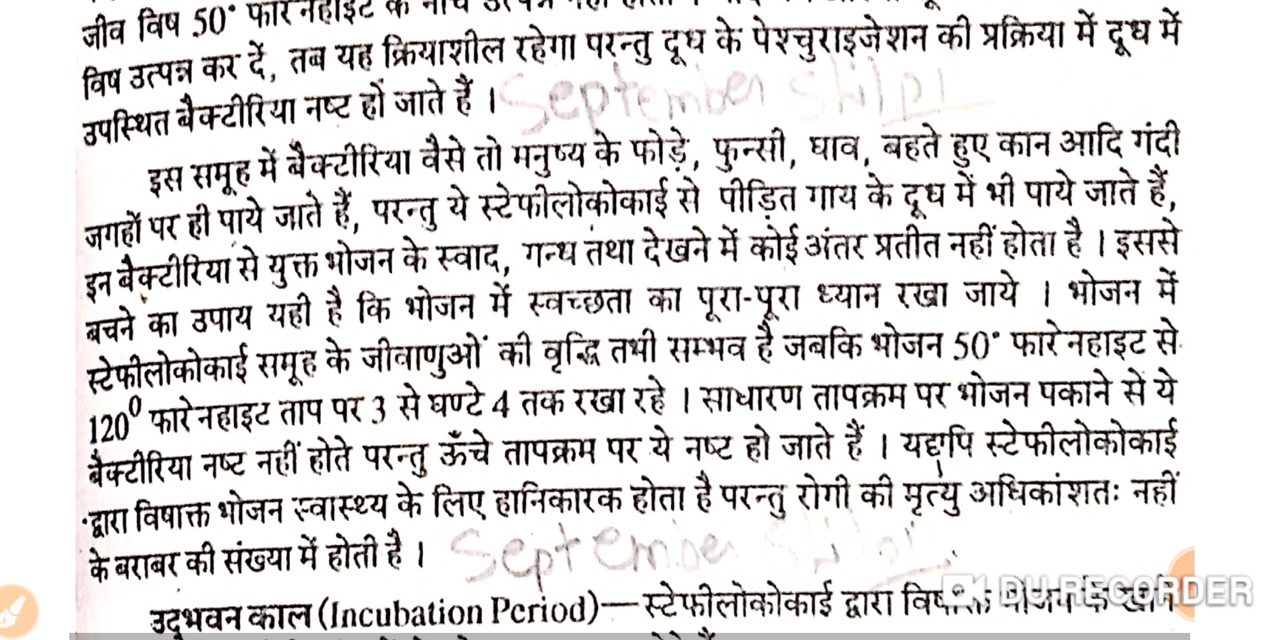 जीव विष 50° फारेनहाइट के नीचे उत्पन्न नहीं होता
विष उत्पन्न कर दें, तब यह क्रियाशील रहेगा परन्तु दूध के पेश्चुराइजेशन की प्रक्रिया में दूध में
उपस्थित बैक्टीरिया नष्ट हो जाते हैं ।
September Shilpi
इस समूह में बैक्टीरिया वैसे तो मनुष्य के फोड़े, फुन्सी, घाव, बहते हुए कान आदि गंदी
जगहों पर ही पाये जाते हैं, परन्तु ये स्टेफीलोकोकाई से पीड़ित गाय के दूध में भी पाये जाते हैं,
इन बैक्टीरिया से युक्त भोजन के स्वाद, गन्ध तथा देखने में कोई अंतर प्रतीत नहीं होता है । इससे
बचने का उपाय यही है कि भोजन में स्वच्छता का पूरा-पूरा ध्यान रखा जाये । भोजन में
स्टेफीलोकोकाई समूह के जीवाणुओं की वृद्धि तभी सम्भव है जबकि भोजन 50° फारेनहाइट से
120⁰ फारेनहाइट ताप पर 3 से घण्टे 4 तक रखा रहे । साधारण तापक्रम पर भोजन पकाने से ये
बैक्टीरिया नष्ट नहीं होते परन्तु ऊँचे तापक्रम पर ये नष्ट हो जाते हैं । यद्यपि स्टेफीलोकोकाई
द्वारा विषाक्त भोजन स्वास्थ्य के लिए हानिकारक होता है परन्तु रोगी की मृत्यु अधिकांशतः नहीं
के बराबर की संख्या में होती है ।
September
DU RECORDER
उद्भवन काल (Incubation Period)—स्टेफीलोकोकाई द्वारा